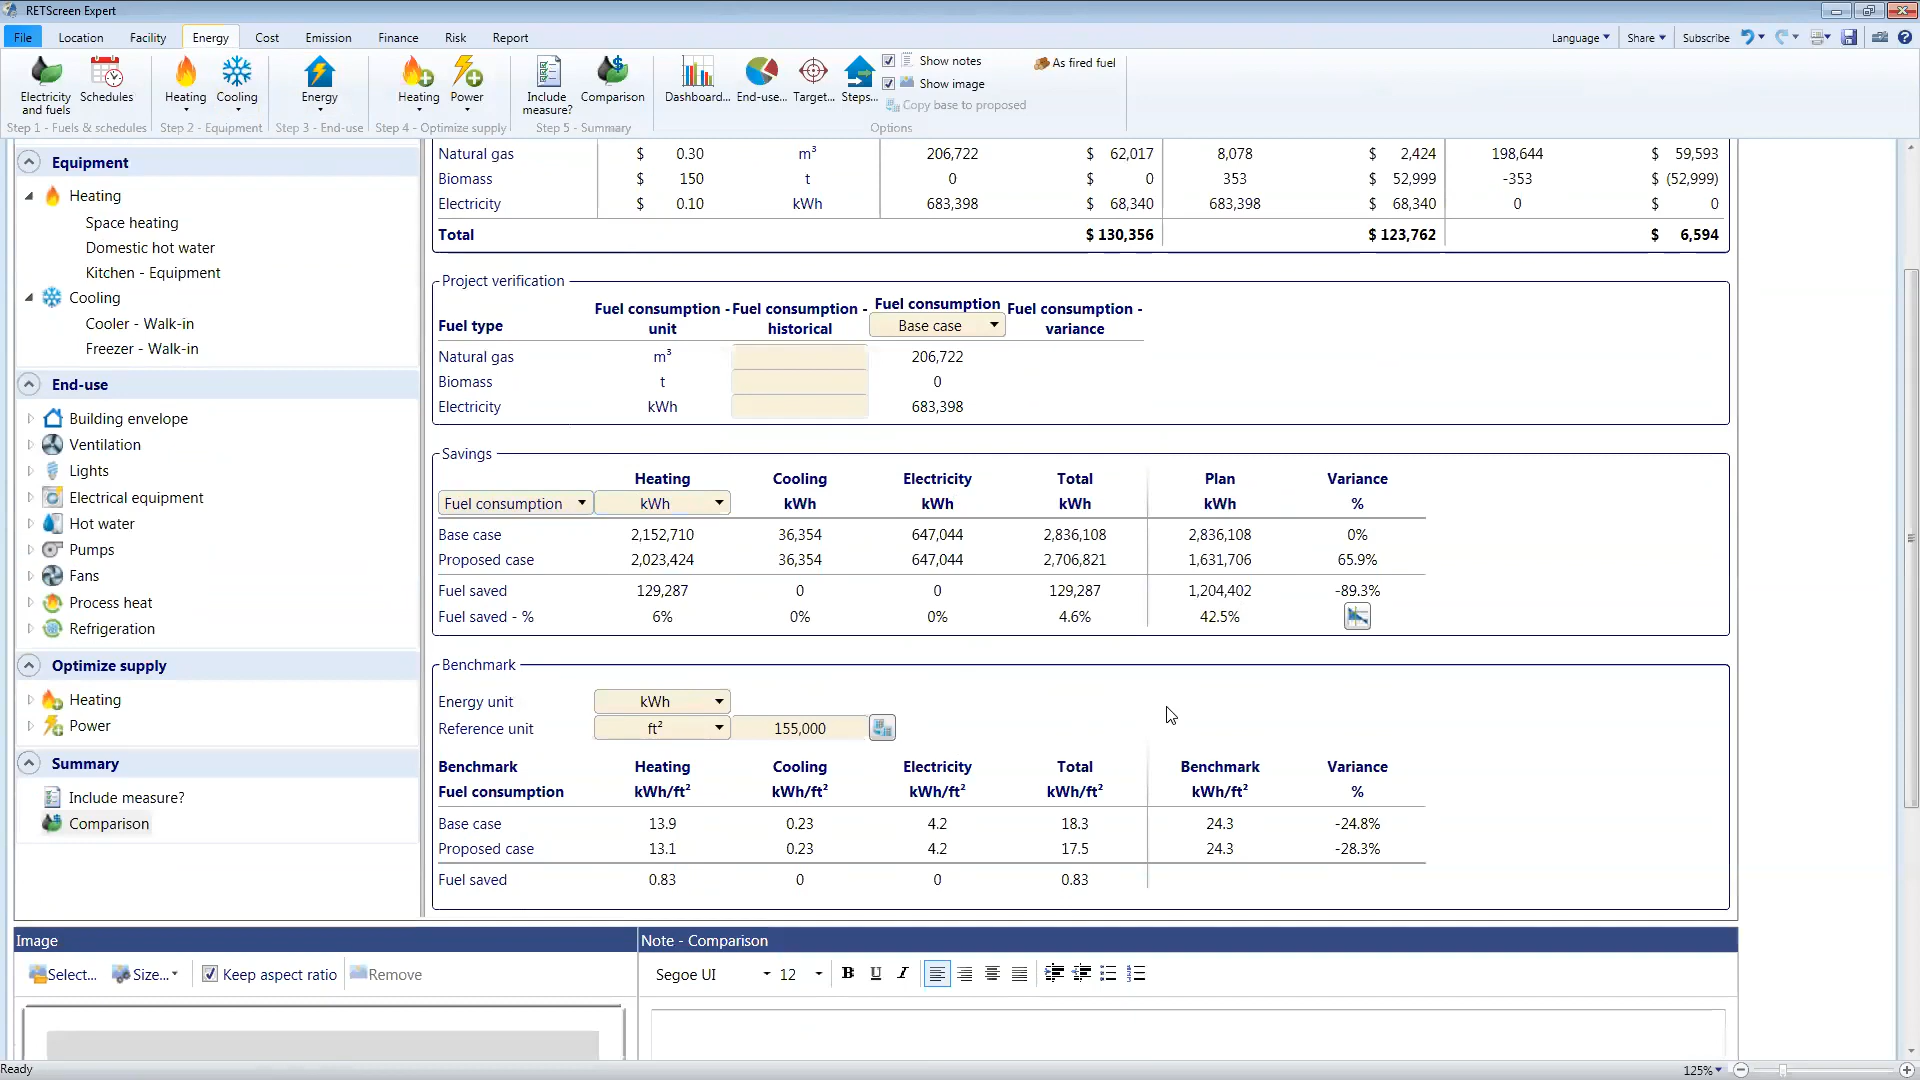 RETScreen Expert
File Location Facility Energy Cost Emission Finance Risk Report Language Share Subscribe
Electricity and fuels Schedules Heating Cooling Energy Heating Power Include measure? Comparison Dashboard... End-use... Target... Steps... Show notes As fired fuel
Show image
Copy base to proposed
Step 1 - Fuels & schedules Step 2 - Equipment Step 3 - End-use Step 4 - Optimize supply Step 5 - Summary Options
Equipment
Heating
Space heating
Domestic hot water
Kitchen - Equipment
Cooling
Cooler - Walk-in
Freezer - Walk-in
End-use
Building envelope
Ventilation
Lights
Electrical equipment
Hot water
Pumps
Fans
Process heat
Refrigeration
Optimize supply
Heating
Power
Summary
Include measure?
Comparison
Natural gas $ 0.30 m³ 206,722 $ 62,017 8,078 $ 2,424 198,644 $ 59,593
Biomass $ 150 t 0 $ 0 353 $ 52,999 -353 $ (52,999)
Electricity $ 0.10 kWh 683,398 $ 68,340 683,398 $ 68,340 0 $ 0
Total $ 130,356 $ 123,762 $ 6,594
Project verification
Fuel consumption - Fuel consumption - Fuel consumption Fuel consumption -
Fuel type unit historical Base case variance
Natural gas m³ 206,722
Biomass t 0
Electricity kWh 683,398
Savings
Heating Cooling Electricity Total Plan Variance
Fuel consumption kWh kWh kWh kWh kWh %
Base case 2,152,710 36,354 647,044 2,836,108 2,836,108 0%
Proposed case 2,023,424 36,354 647,044 2,706,821 1,631,706 65.9%
Fuel saved 129,287 0 0 129,287 1,204,402 -89.3%
Fuel saved - % 6% 0% 0% 4.6% 42.5%
Benchmark
Energy unit kWh
Reference unit ft² 155,000
Benchmark Heating Cooling Electricity Total Benchmark Variance
Fuel consumption kWh/ft² kWh/ft² kWh/ft² kWh/ft² kWh/ft² %
Base case 13.9 0.23 4.2 18.3 24.3 -24.8%
Proposed case 13.1 0.23 4.2 17.5 24.3 -28.3%
Fuel saved 0.83 0 0 0.83
Image
Select... Size... Keep aspect ratio Remove
Note - Comparison
Segoe UI 12 B U I
Ready 125%